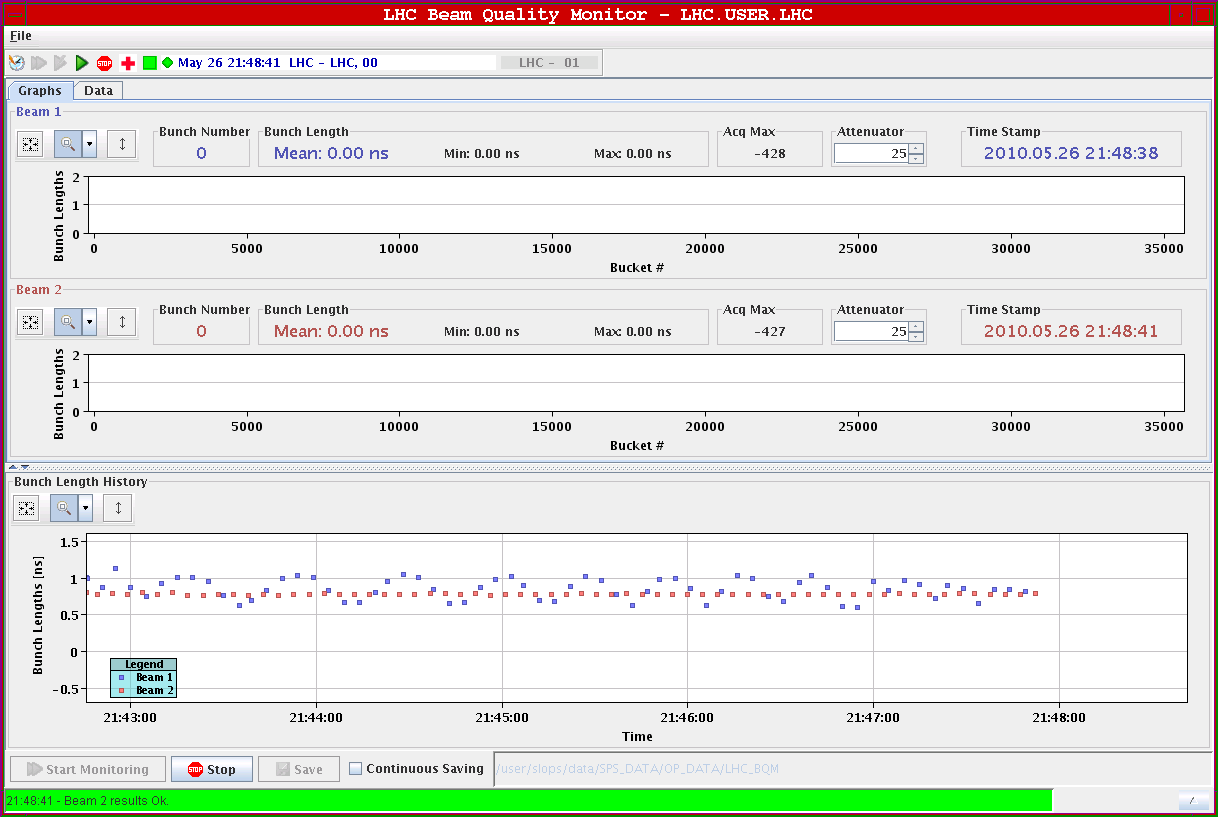 LHC Beam Quality Monitor - LHC.USER.LHC
File
STOP May 26 21:48:41 LHC - LHC, 00 LHC - 01
Graphs Data
Beam 1
Bunch Number Bunch Length Acq Max Attenuator Time Stamp
0 Mean: 0.00 ns Min: 0.00 ns Max: 0.00 ns -428 25 2010.05.26 21:48:38
Bunch Lengths
2
1
0
0 5000 10000 15000 20000 25000 30000 35000
Bucket #
Beam 2
Bunch Number Bunch Length Acq Max Attenuator Time Stamp
0 Mean: 0.00 ns Min: 0.00 ns Max: 0.00 ns -427 25 2010.05.26 21:48:41
Bunch Lengths
2
1
0
0 5000 10000 15000 20000 25000 30000 35000
Bucket #
Bunch Length History
Bunch Lengths [ns]
1.5
1
0.5
0
-0.5
Legend
Beam 1
Beam 2
21:43:00 21:44:00 21:45:00 21:46:00 21:47:00 21:48:00
Time
Start Monitoring STOP Stop Save Continuous Saving /user/slops/data/SPS_DATA/OP_DATA/LHC_BQM
21:48:41 - Beam 2 results Ok. /